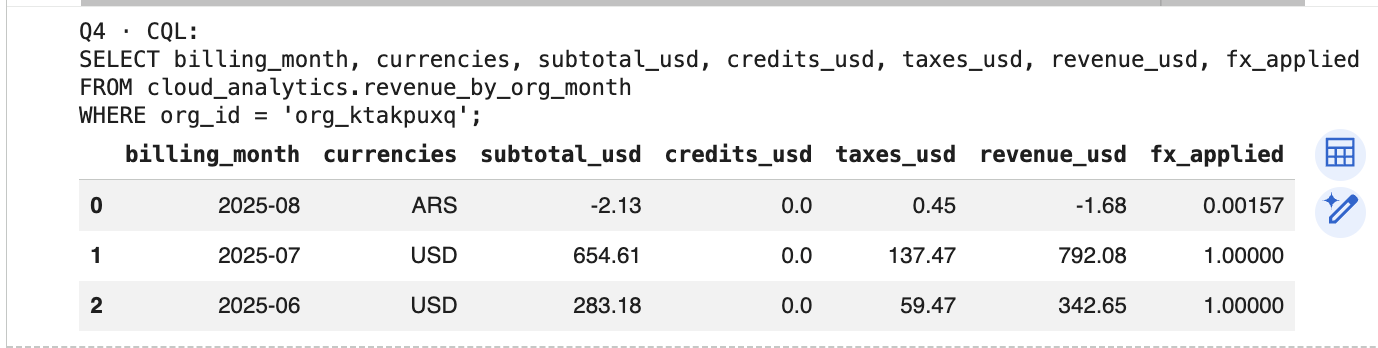 Q4 · CQL:
SELECT billing_month, currencies, subtotal_usd, credits_usd, taxes_usd, revenue_usd, fx_applied
FROM cloud_analytics.revenue_by_org_month
WHERE org_id = 'org_ktakpuxq';
billing_month currencies subtotal_usd credits_usd taxes_usd revenue_usd fx_applied
0 2025-08 ARS -2.13 0.0 0.45 -1.68 0.00157
1 2025-07 USD 654.61 0.0 137.47 792.08 1.00000
2 2025-06 USD 283.18 0.0 59.47 342.65 1.00000